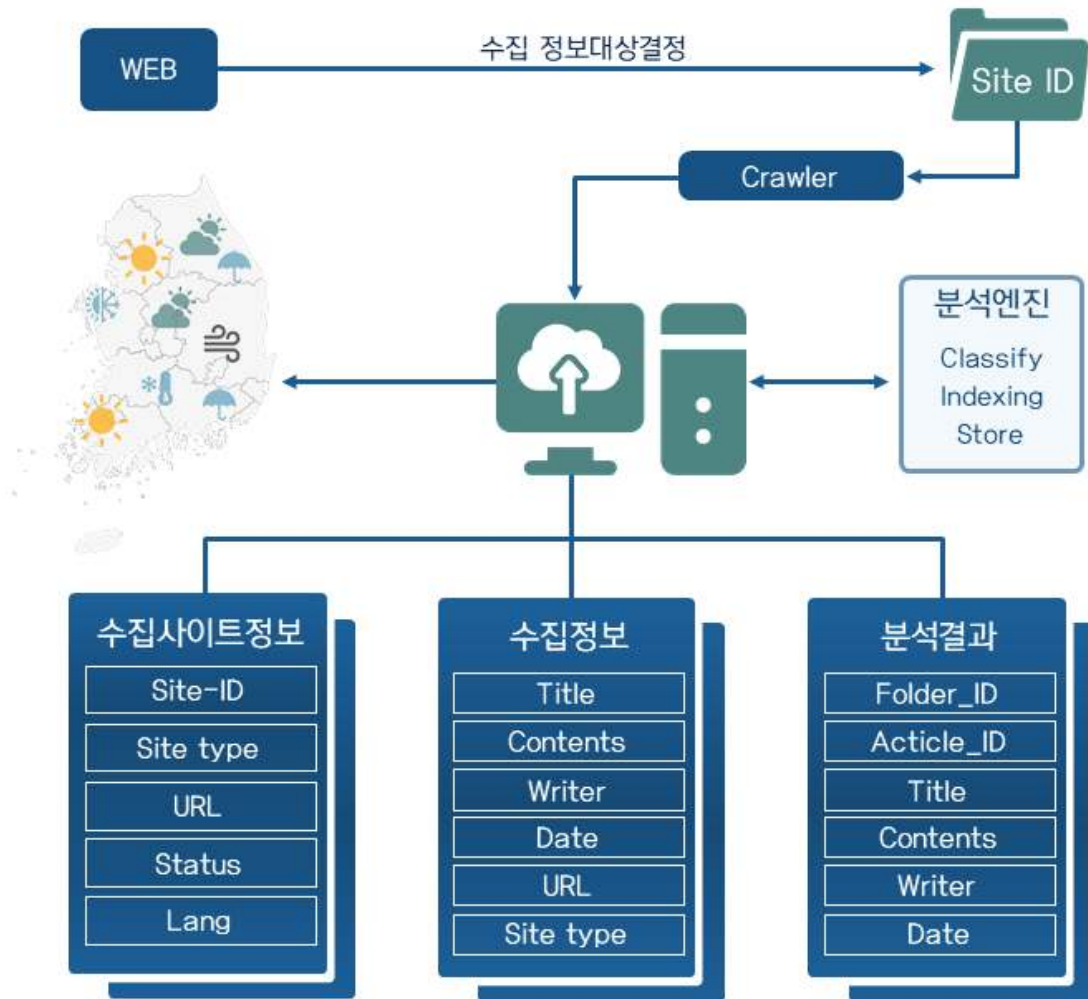 WEB
수집 정보대상결정
Site ID
Crawler
분석엔진
Classify
Indexing
Store
수집사이트정보
Site-ID
Site type
URL
Status
Lang
수집정보
Title
Contents
Writer
Date
URL
Site type
분석결과
Folder_ID
Acticle_ID
Title
Contents
Writer
Date